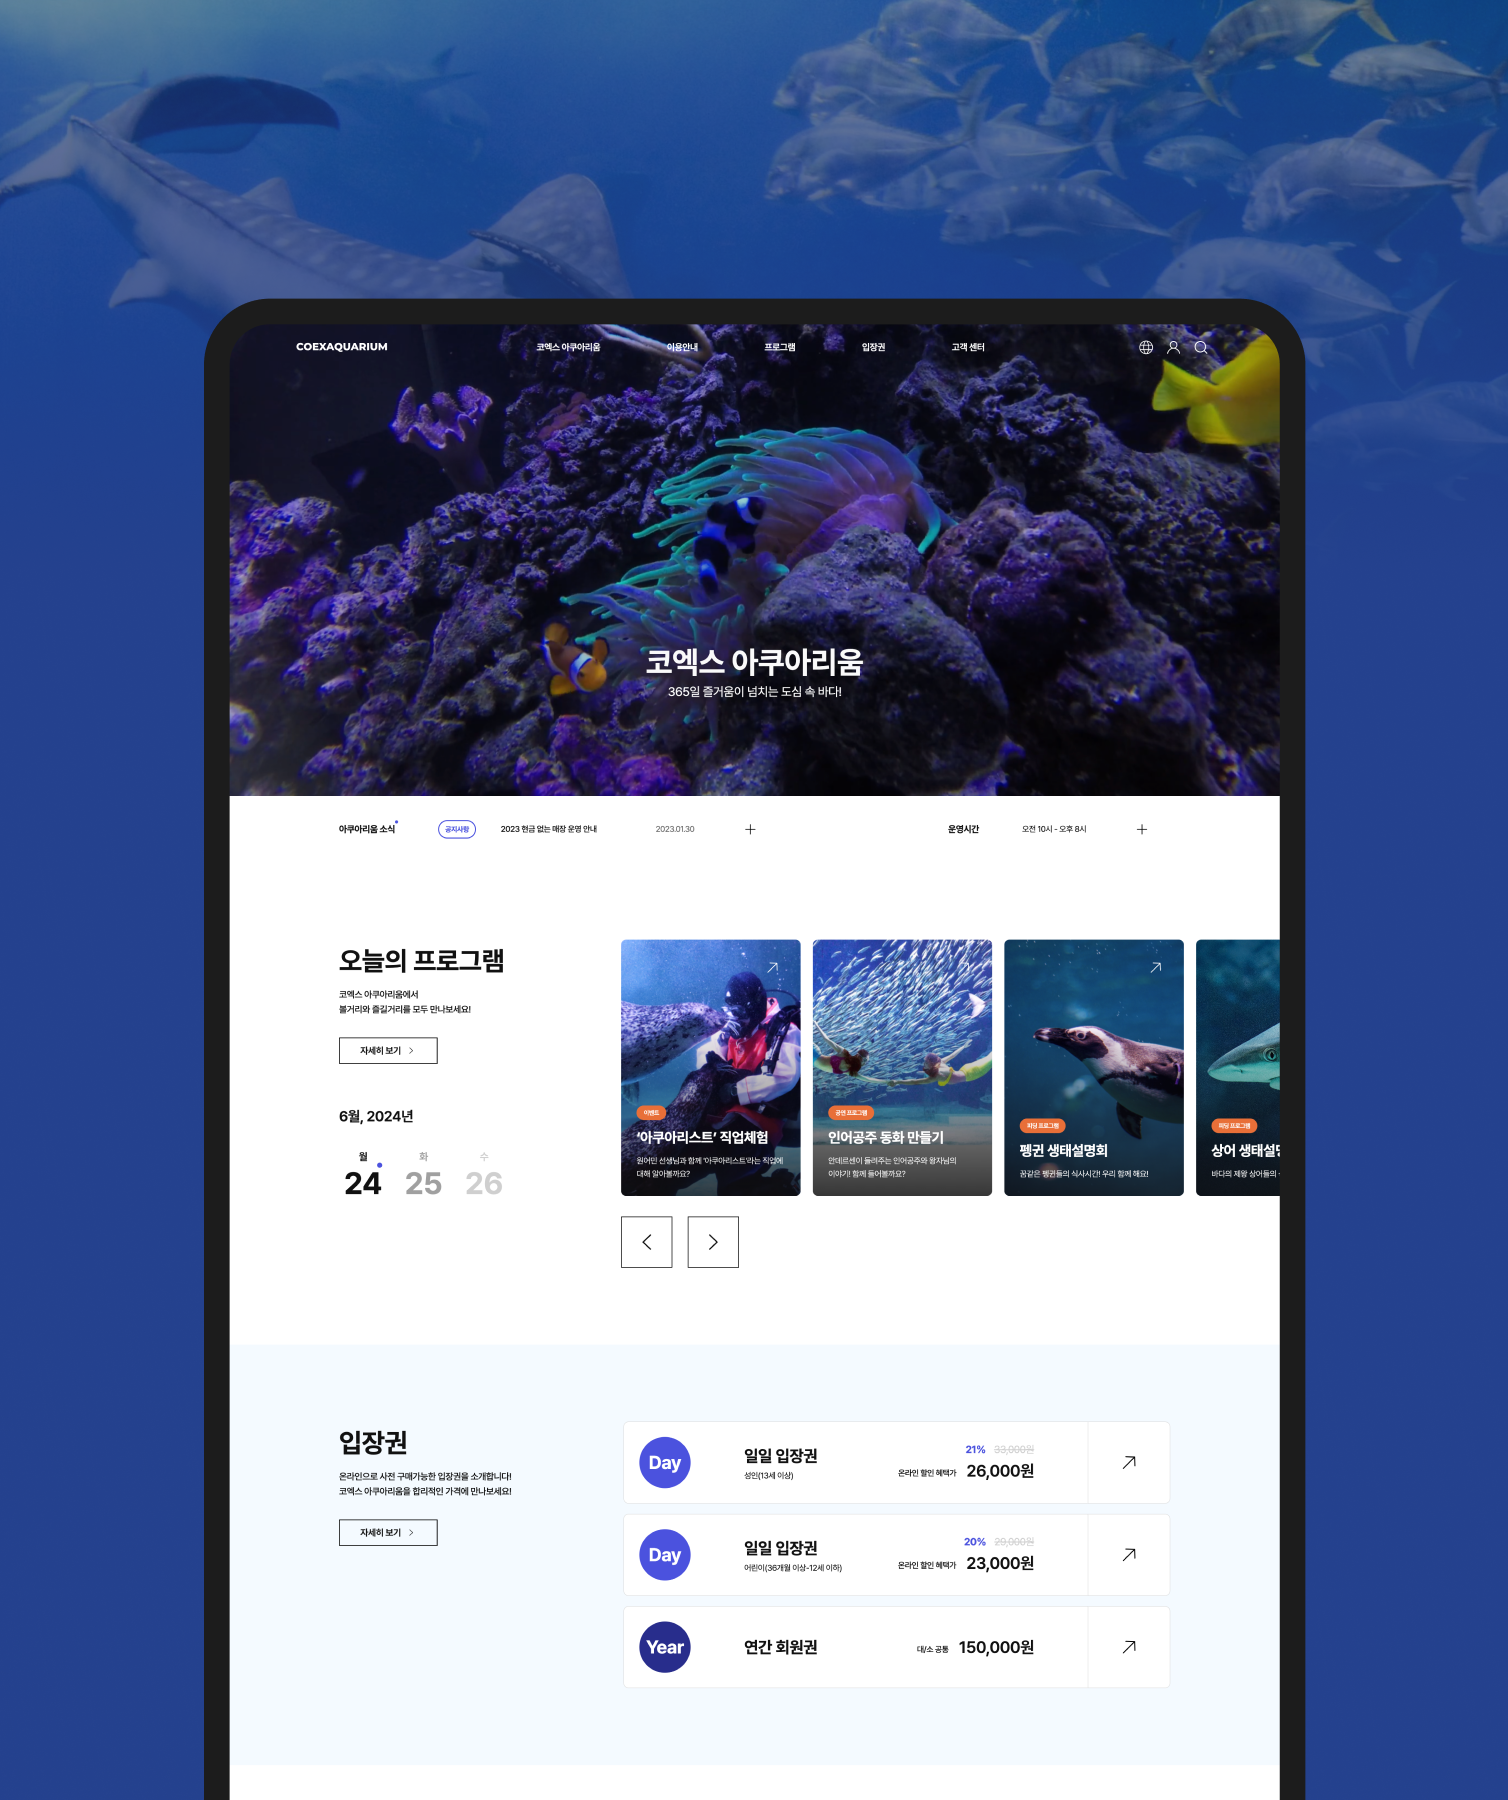 COEXAQUARIUM
코엑스 아쿠아리움
이용안내
프로그램
입장권
고객 센터
코엑스 아쿠아리움
365일 즐거움이 넘치는 도심 속 바다!
아쿠아리움 소식
공지사항
2023 현금 없는 매장 운영 안내
2023.01.30
운영시간
오전 10시 - 오후 8시
오늘의 프로그램
코엑스 아쿠아리움에서
볼거리와 즐길거리를 모두 만나보세요!
자세히 보기
6월, 2024년
월
화
수
24
25
26
이벤트
'아쿠아리스트' 직업체험
원어민 선생님과 함께 '아쿠아리스트'라는 직업에
대해 알아볼까요?
공연 프로그램
인어공주 동화 만들기
안데르센이 들려주는 인어공주와 왕자님의
이야기! 함께 들어볼까요?
피딩 프로그램
펭귄 생태설명회
꿈같은 펭귄들의 식사시간! 우리 함께 해요!
피딩 프로그램
상어 생태설명
바다의 제왕 상어들의
입장권
온라인으로 사전 구매가능한 입장권을 소개합니다!
코엑스 아쿠아리움을 합리적인 가격에 만나보세요!
자세히 보기
Day
일일 입장권
성인(13세 이상)
21% 33,000원
온라인 할인 혜택가 26,000원
Day
일일 입장권
어린이(36개월 이상-12세 이하)
20% 29,000원
온라인 할인 혜택가 23,000원
Year
연간 회원권
대/소 공통 150,000원